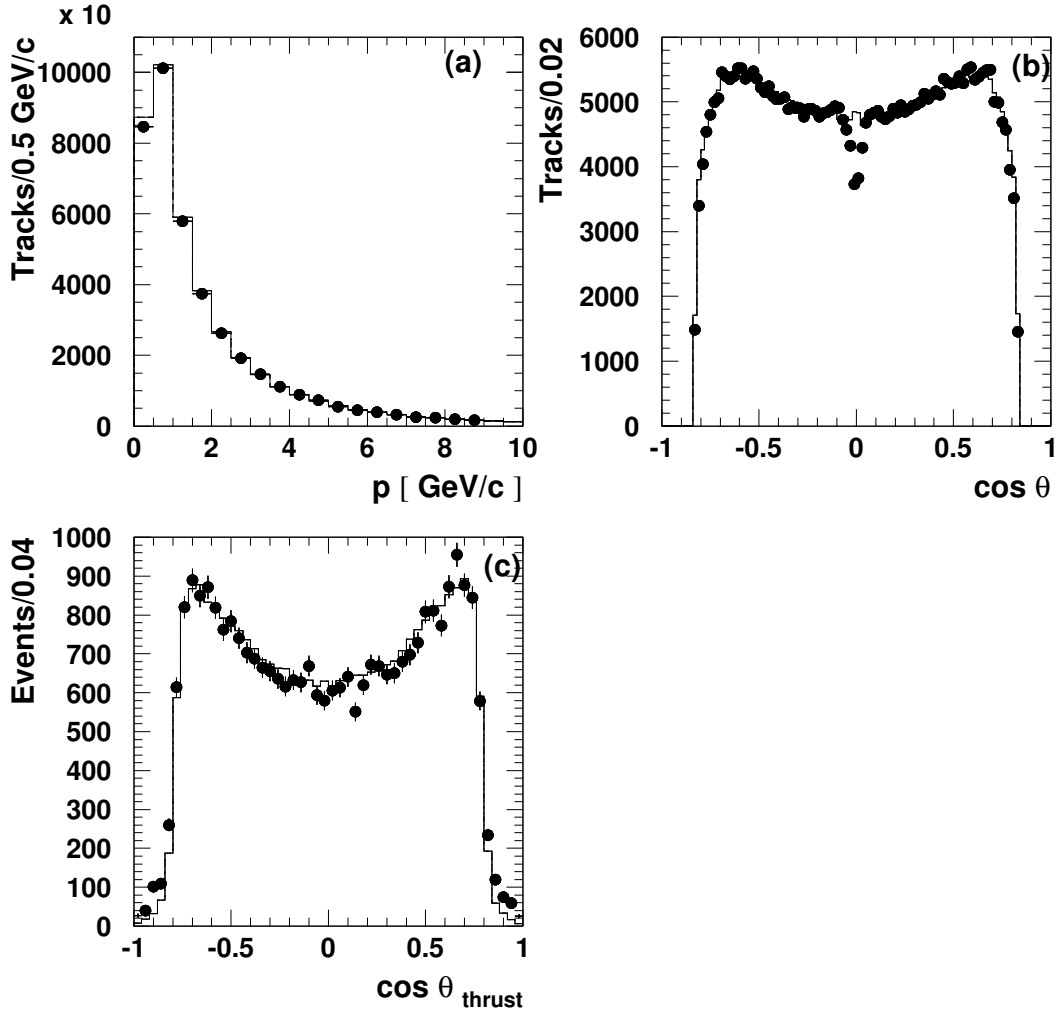 x 10
(a)
Tracks/0.5 GeV/c
10000
8000
6000
4000
2000
0
0 2 4 6 8 10
p [ GeV/c ]
(b)
Tracks/0.02
6000
5000
4000
3000
2000
1000
0
-1 -0.5 0 0.5 1
cos θ
(c)
Events/0.04
1000
900
800
700
600
500
400
300
200
100
0
-1 -0.5 0 0.5 1
cos θ thrust